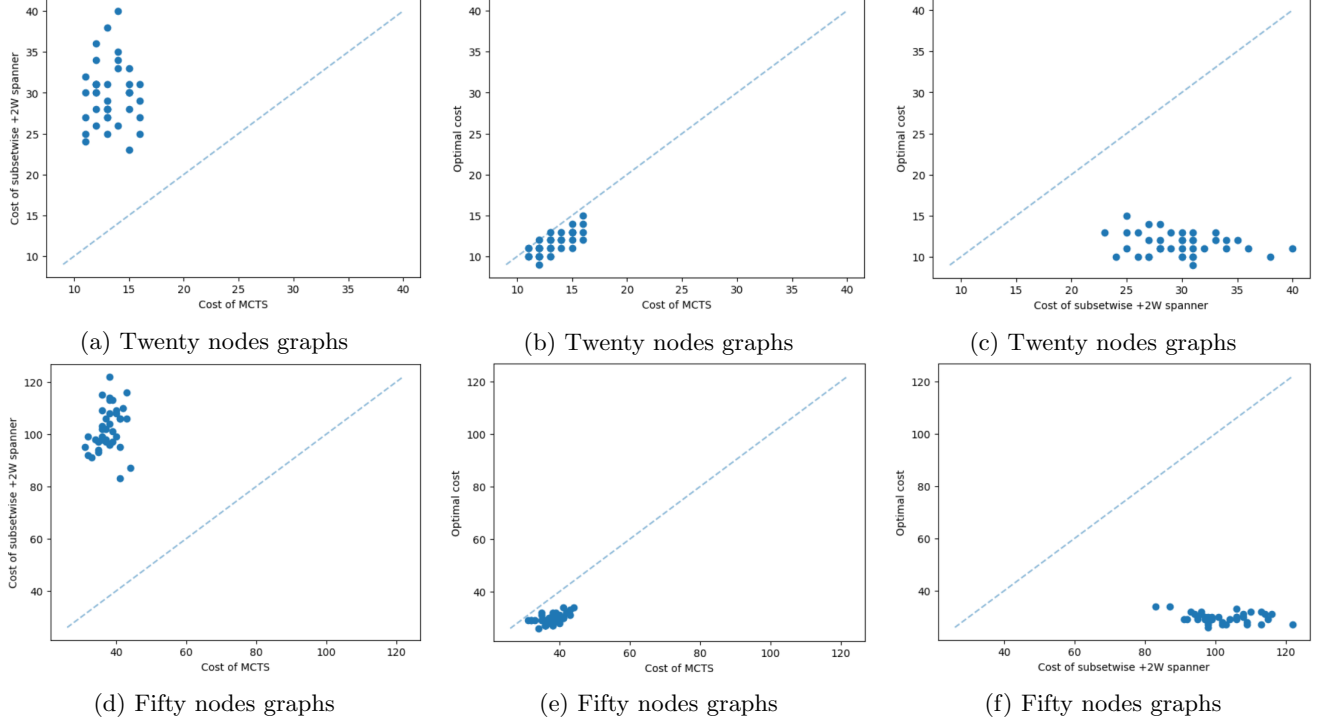 40
35
30
25
20
15
10
Cost of subsetwise +2W spanner
10 15 20 25 30 35 40
Cost of MCTS
(a) Twenty nodes graphs
40
35
30
25
20
15
10
Optimal cost
10 15 20 25 30 35 40
Cost of MCTS
(b) Twenty nodes graphs
40
35
30
25
20
15
10
Optimal cost
10 15 20 25 30 35 40
Cost of subsetwise +2W spanner
(c) Twenty nodes graphs
120
100
80
60
40
Cost of subsetwise +2W spanner
40 60 80 100 120
Cost of MCTS
(d) Fifty nodes graphs
120
100
80
60
40
Optimal cost
40 60 80 100 120
Cost of MCTS
(e) Fifty nodes graphs
120
100
80
60
40
Optimal cost
40 60 80 100 120
Cost of subsetwise +2W spanner
(f) Fifty nodes graphs